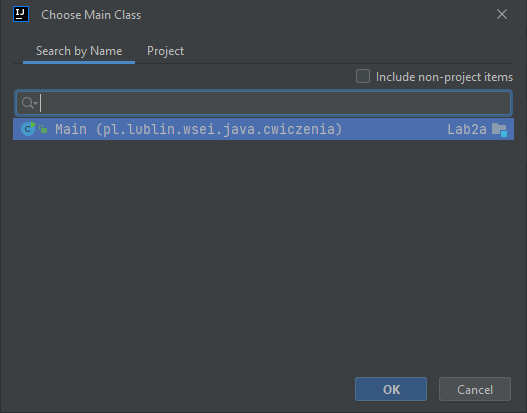 IJ Choose Main Class
Search by Name Project
Include non-project items
C Main (pl.lublin.wsei.java.cwiczenia) Lab2a
OK Cancel